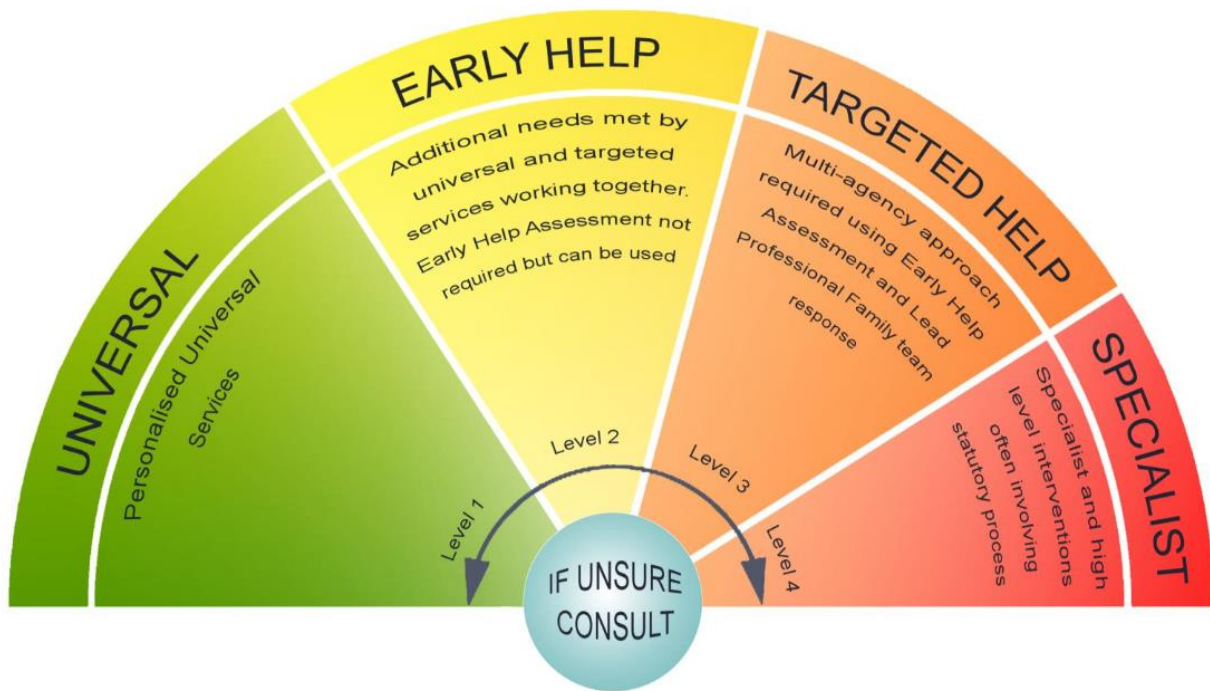 UNIVERSAL
Personalised Universal
Services
Level 1
EARLY HELP
Additional needs met by
universal and targeted
services working together.
Early Help Assessment not
required but can be used
Level 2
TARGETED HELP
Multi-agency approach
required using Early Help
Assessment and Lead
Professional Family team
response
Level 3
SPECIALIST
Specialist and high
level interventions
often involving
statutory process
Level 4
IF UNSURE
CONSULT